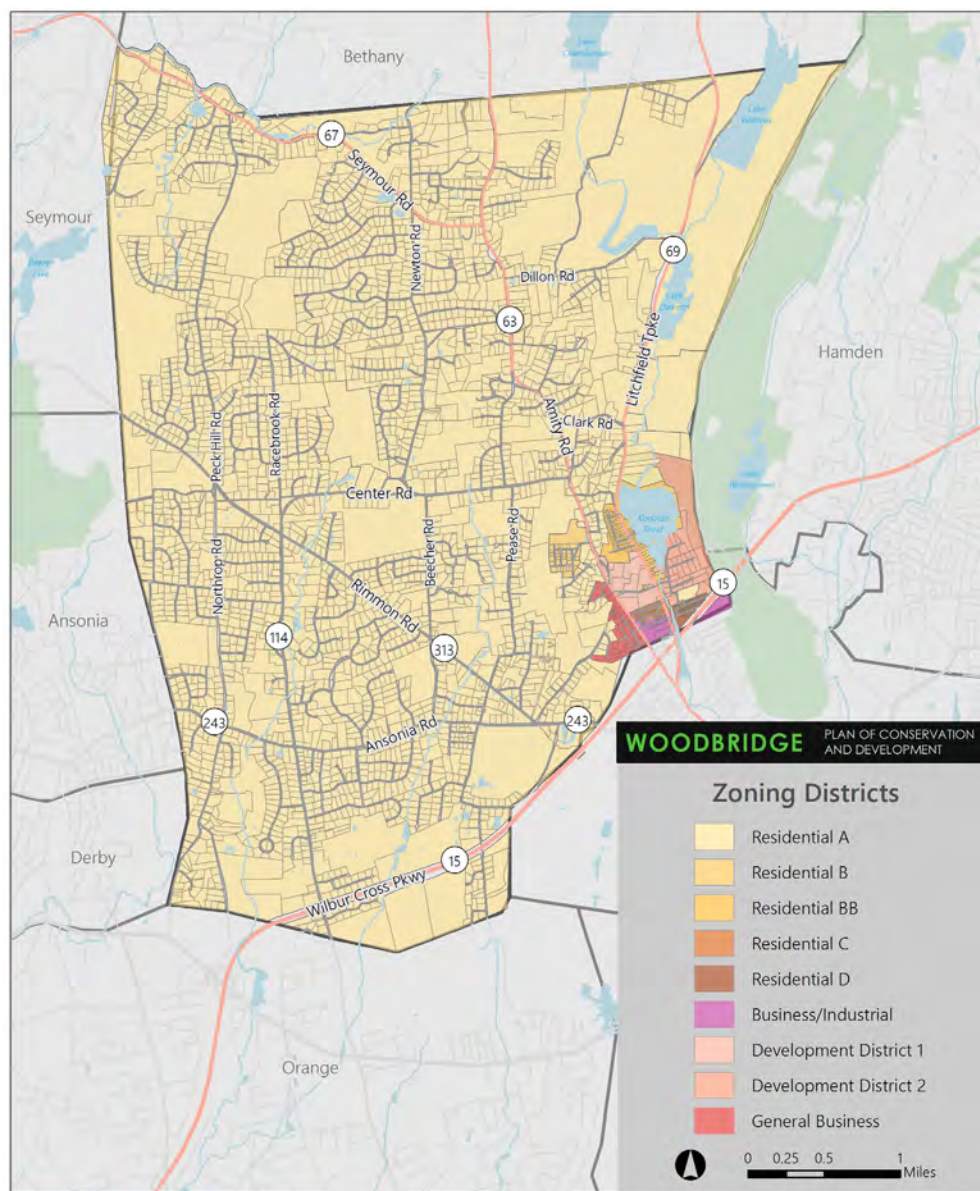 Bethany
67
Seymour Rd
Seymour
Newton Rd
69
Dillon Rd
63
Litchfield Tpke
Hamden
Peck Hill Rd
Racebrook Rd
Amity Rd
Clark Rd
Center Rd
Northrop Rd
Beecher Rd
Pease Rd
15
Rimmon Rd
Ansonia
114
313
243
Ansonia Rd
243
Derby
15
Wilbur Cross Pkwy
Orange
WOODBRIDGE
PLAN OF CONSERVATION
AND DEVELOPMENT
Zoning Districts
Residential A
Residential B
Residential BB
Residential C
Residential D
Business/Industrial
Development District 1
Development District 2
General Business
0 0.25 0.5 1
Miles